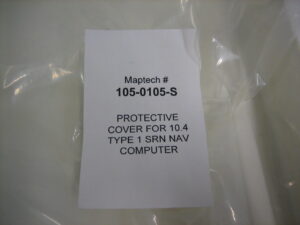 Maptech #
105-0105-S
PROTECTIVE
COVER FOR 10.4
TYPE 1 SRN NAV
COMPUTER